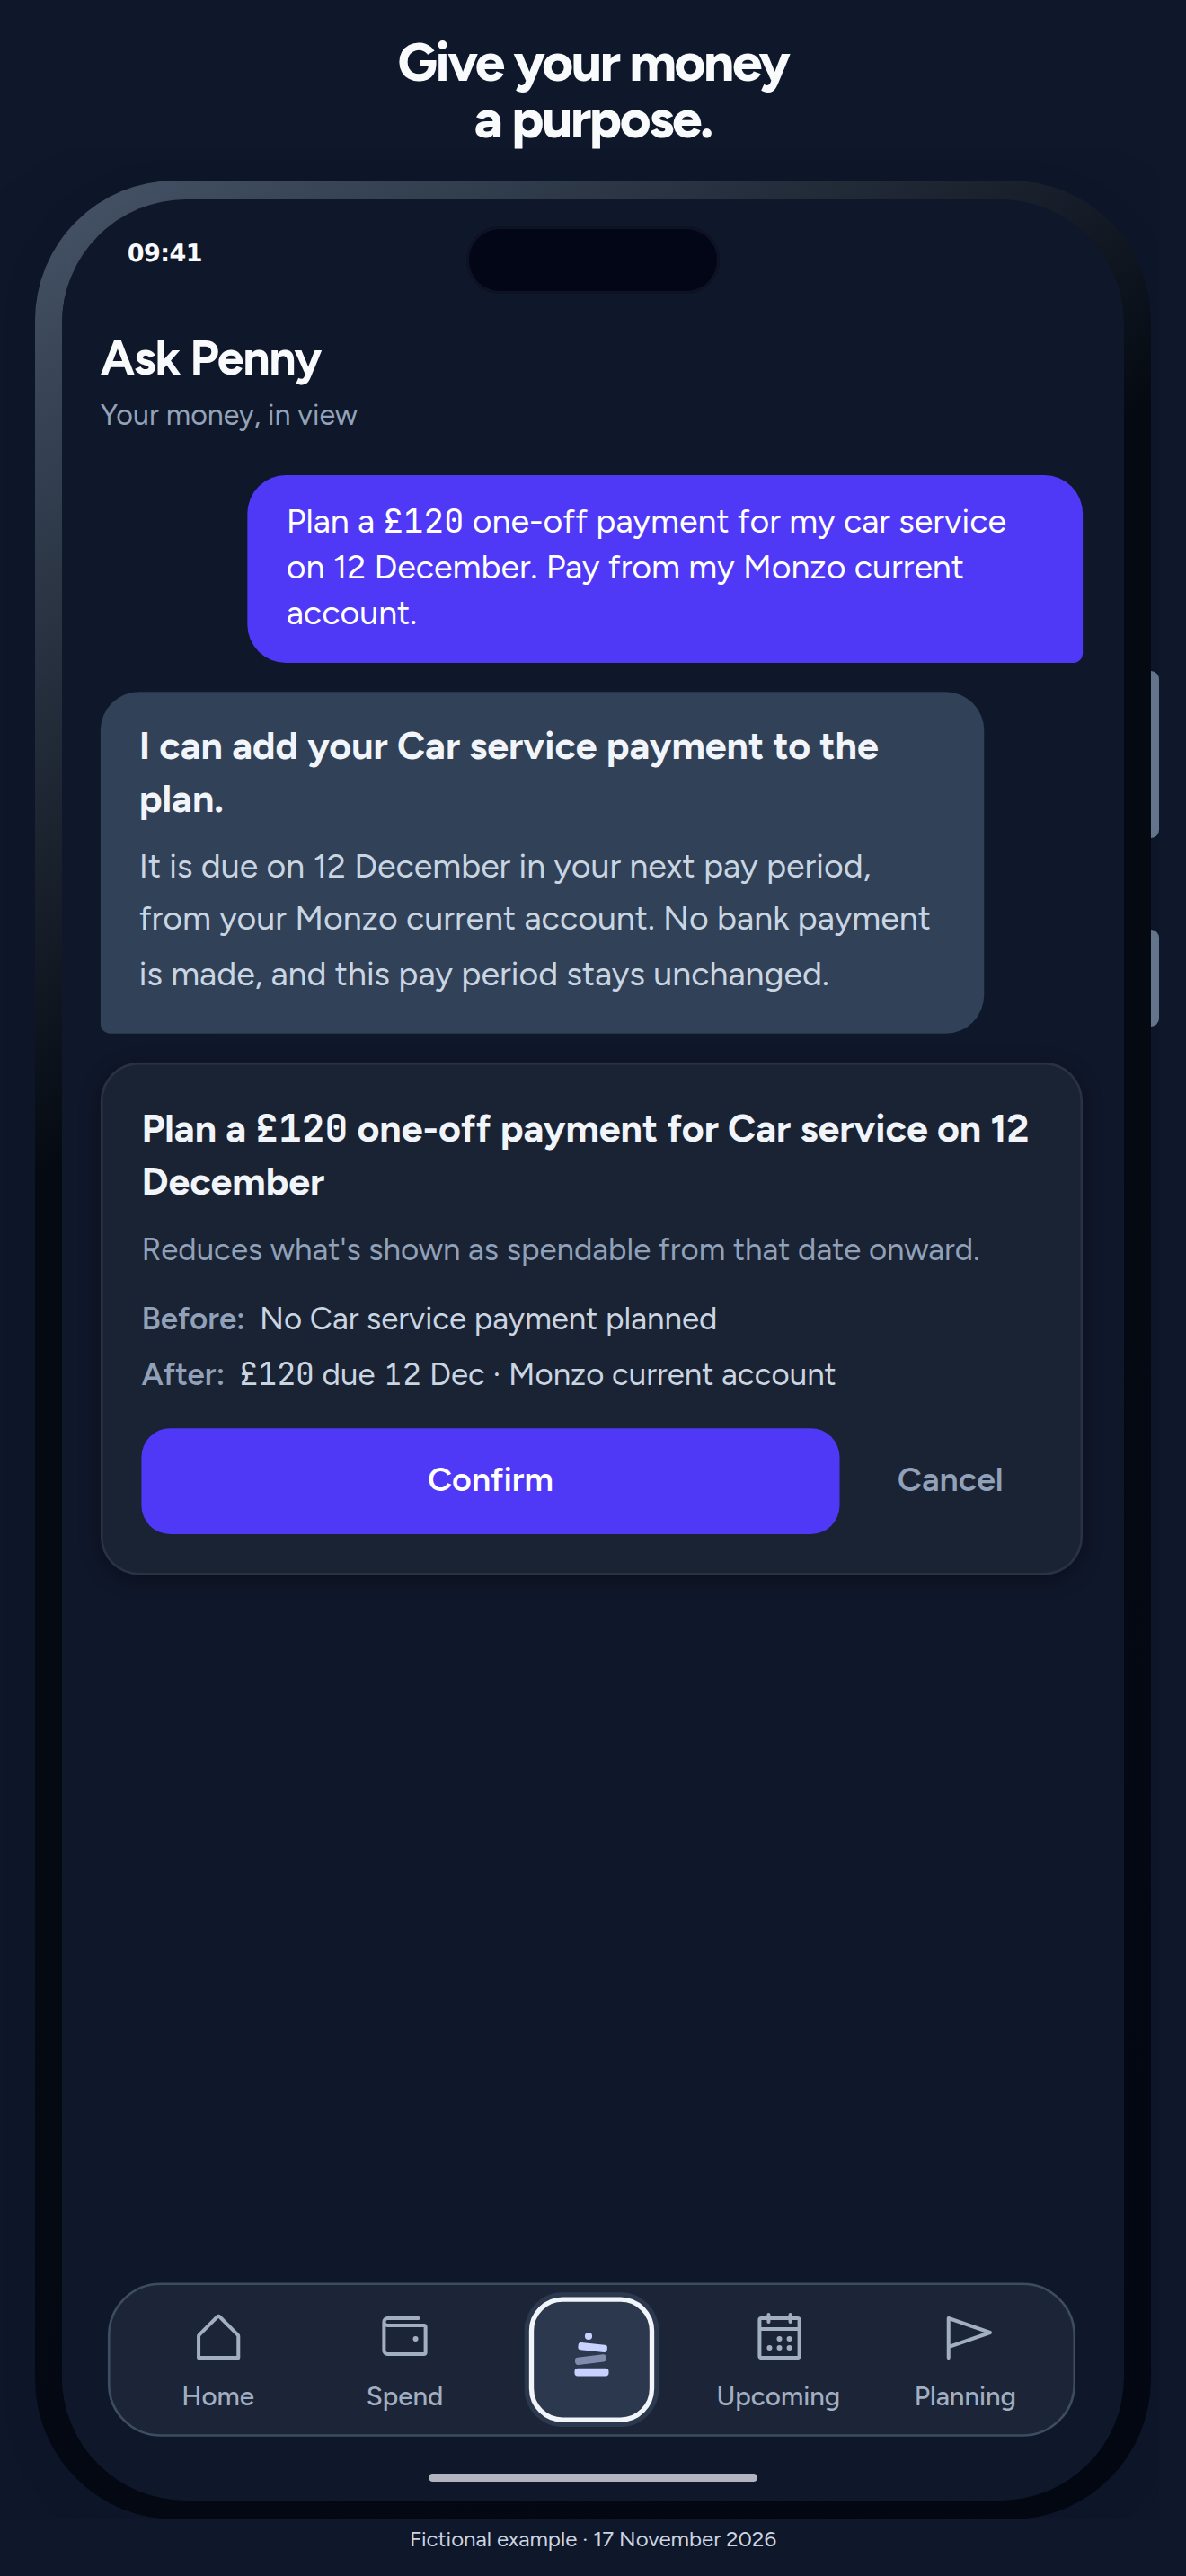 Give your money
a purpose.
09:41
Ask Penny
Your money, in view
Plan a £120 one-off payment for my car service
on 12 December. Pay from my Monzo current
account.
I can add your Car service payment to the
plan.
It is due on 12 December in your next pay period,
from your Monzo current account. No bank payment
is made, and this pay period stays unchanged.
Plan a £120 one-off payment for Car service on 12
December
Reduces what's shown as spendable from that date onward.
Before: No Car service payment planned
After: £120 due 12 Dec · Monzo current account
Confirm Cancel
Home Spend Upcoming Planning
Fictional example · 17 November 2026